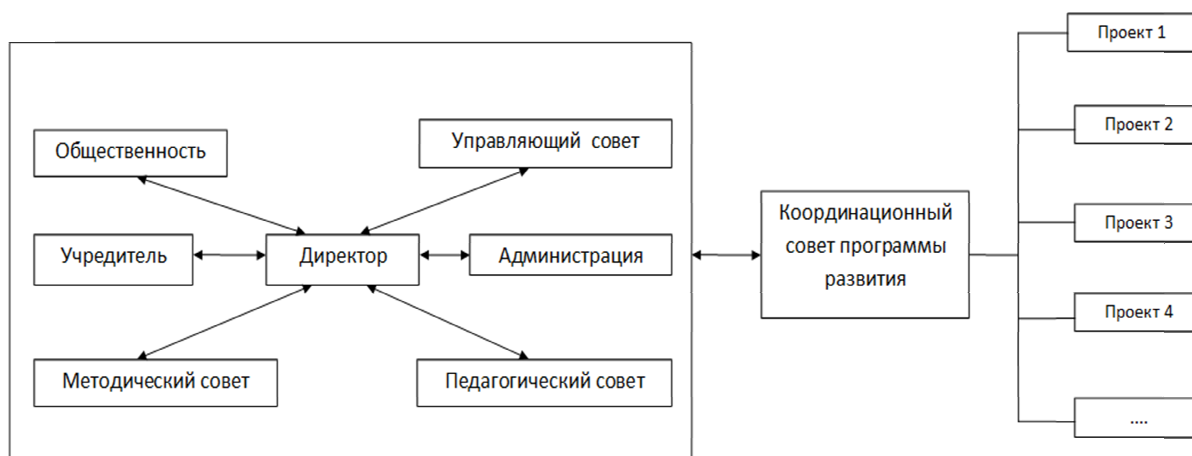 Общественность
Управляющий совет
Учредитель
Директор
Администрация
Методический совет
Педагогический совет
Координационный
совет программы
развития
Проект 1
Проект 2
Проект 3
Проект 4
....